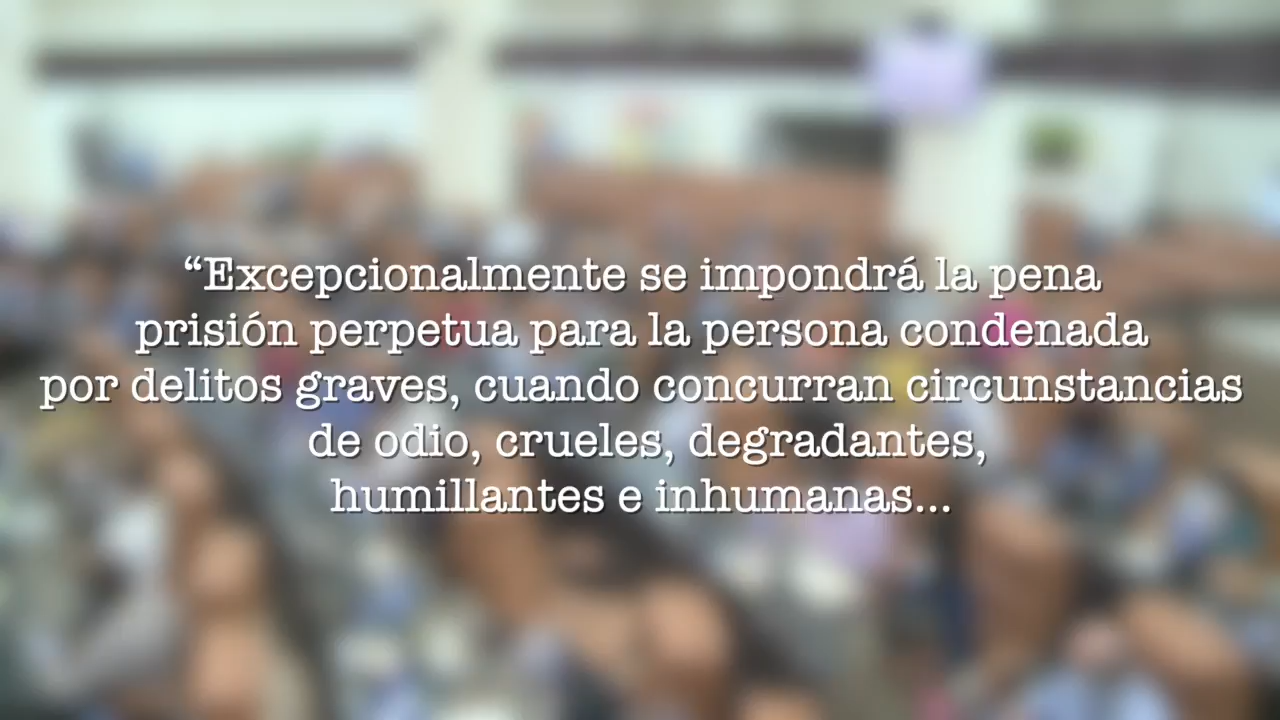 “Excepcionalmente se impondrá la pena
prisión perpetua para la persona condenada
por delitos graves, cuando concurran circunstancias
de odio, crueles, degradantes,
humillantes e inhumanas...